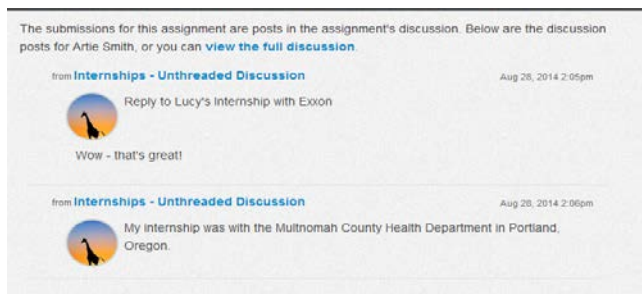 The submissions for this assignment are posts in the assignment's discussion. Below are the discussion
posts for Artie Smith, or you can view the full discussion.
from Internships - Unthreaded Discussion Aug 28, 2014 2:05pm
Reply to Lucy's Internship with Exxon
Wow - that's great!
from Internships - Unthreaded Discussion Aug 28, 2014 2:06pm
My internship was with the Multnomah County Health Department in Portland,
Oregon.